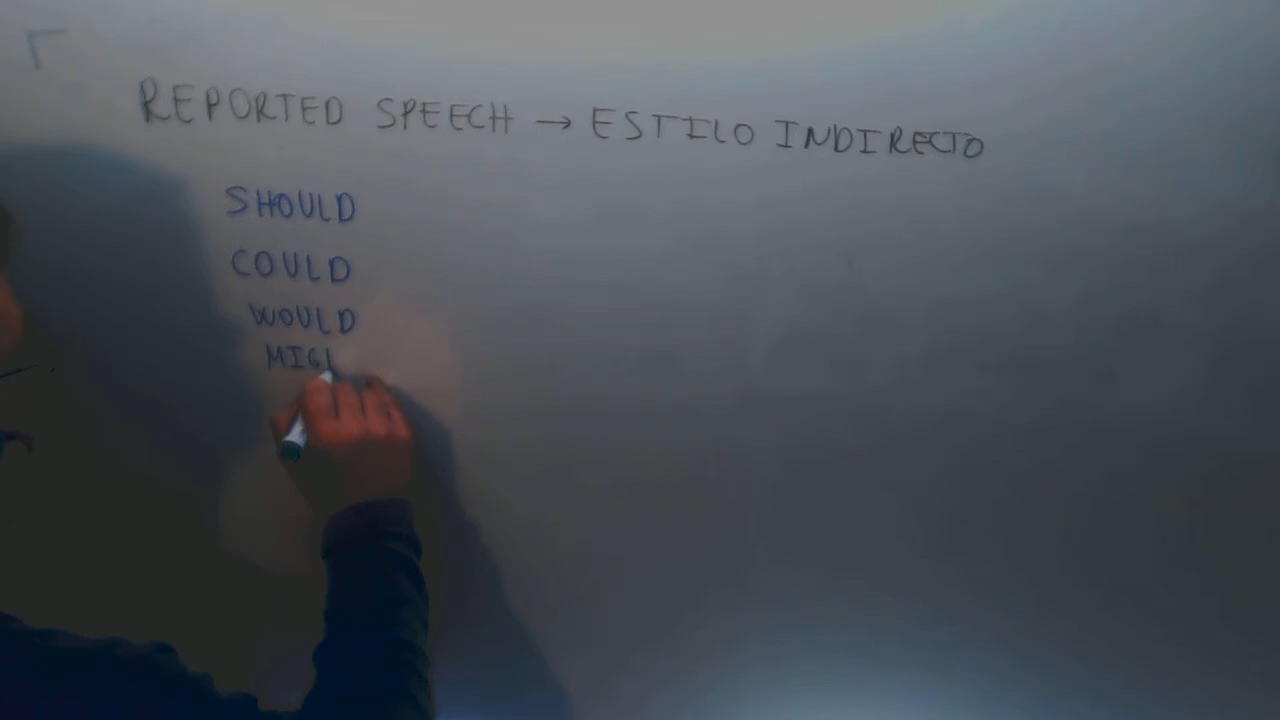 REPORTED SPEECH → ESTILO INDIRECTO
SHOULD
COULD
WOULD
MIG